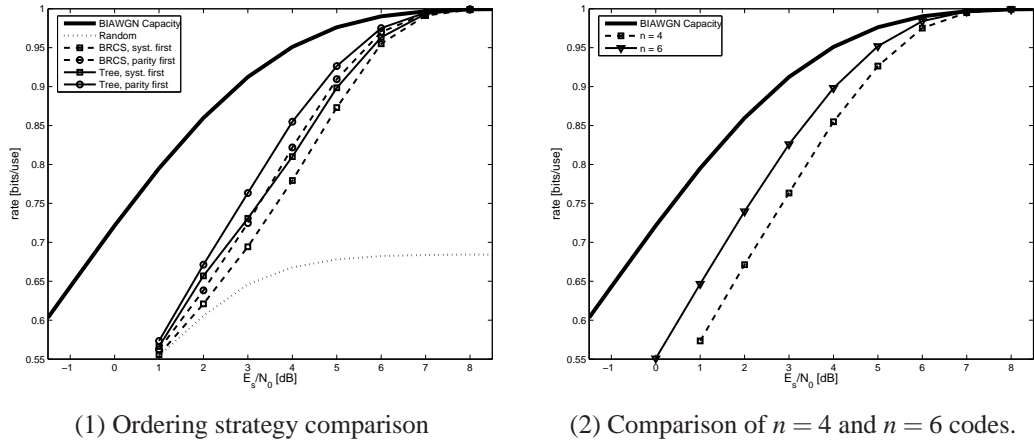 1
0.95
0.9
0.85
0.8
0.75
0.7
0.65
0.6
0.55
rate [bits/use]
BIAWGN Capacity
Random
BRCS, syst. first
BRCS, parity first
Tree, syst. first
Tree, parity first
−1 0 1 2 3 4 5 6 7 8
E_s/N_0 [dB]
(1) Ordering strategy comparison
1
0.95
0.9
0.85
0.8
0.75
0.7
0.65
0.6
0.55
rate [bits/use]
BIAWGN Capacity
n = 4
n = 6
−1 0 1 2 3 4 5 6 7 8
E_s/N_0 [dB]
(2) Comparison of n = 4 and n = 6 codes.